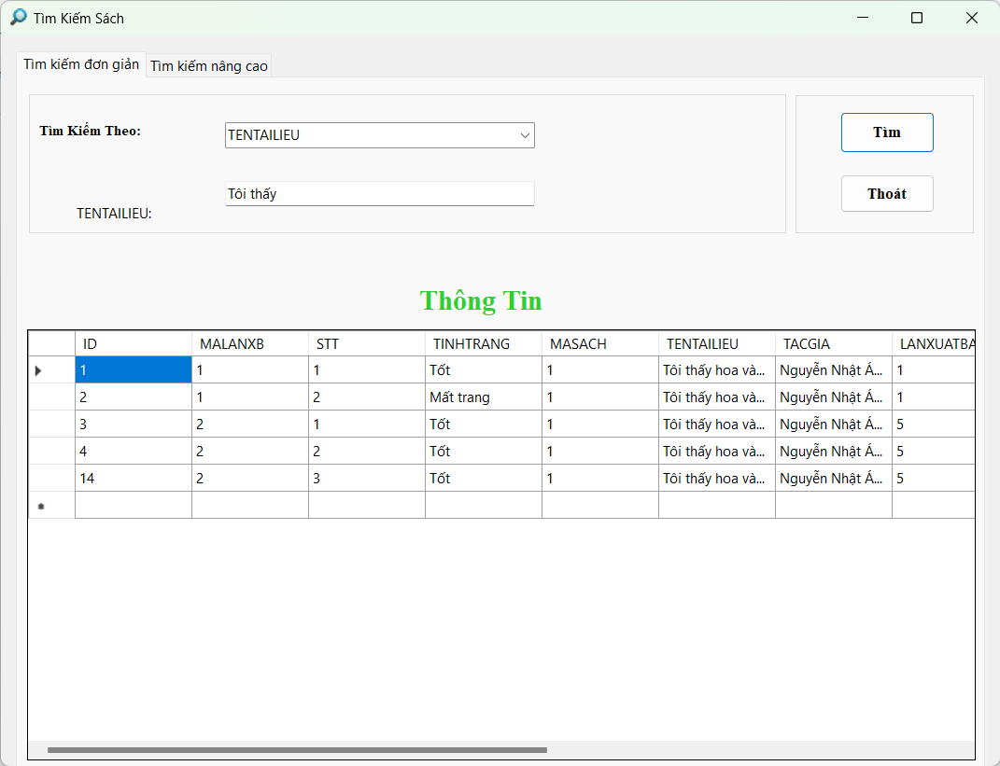 Tìm Kiếm Sách
Tìm kiếm đơn giản Tìm kiếm nâng cao
Tìm Kiếm Theo: TENTAILIEU
Tìm
Tôi thấy
Thoát
TENTAILIEU:
Thông Tin
ID MALANXB STT TINHTRANG MASACH TENTAILIEU TACGIA LANXUATBA
1 1 1 Tốt 1 Tôi thấy hoa và... Nguyễn Nhật Á... 1
2 1 2 Mất trang 1 Tôi thấy hoa và... Nguyễn Nhật Á... 1
3 2 1 Tốt 1 Tôi thấy hoa và... Nguyễn Nhật Á... 5
4 2 2 Tốt 1 Tôi thấy hoa và... Nguyễn Nhật Á... 5
14 2 3 Tốt 1 Tôi thấy hoa và... Nguyễn Nhật Á... 5